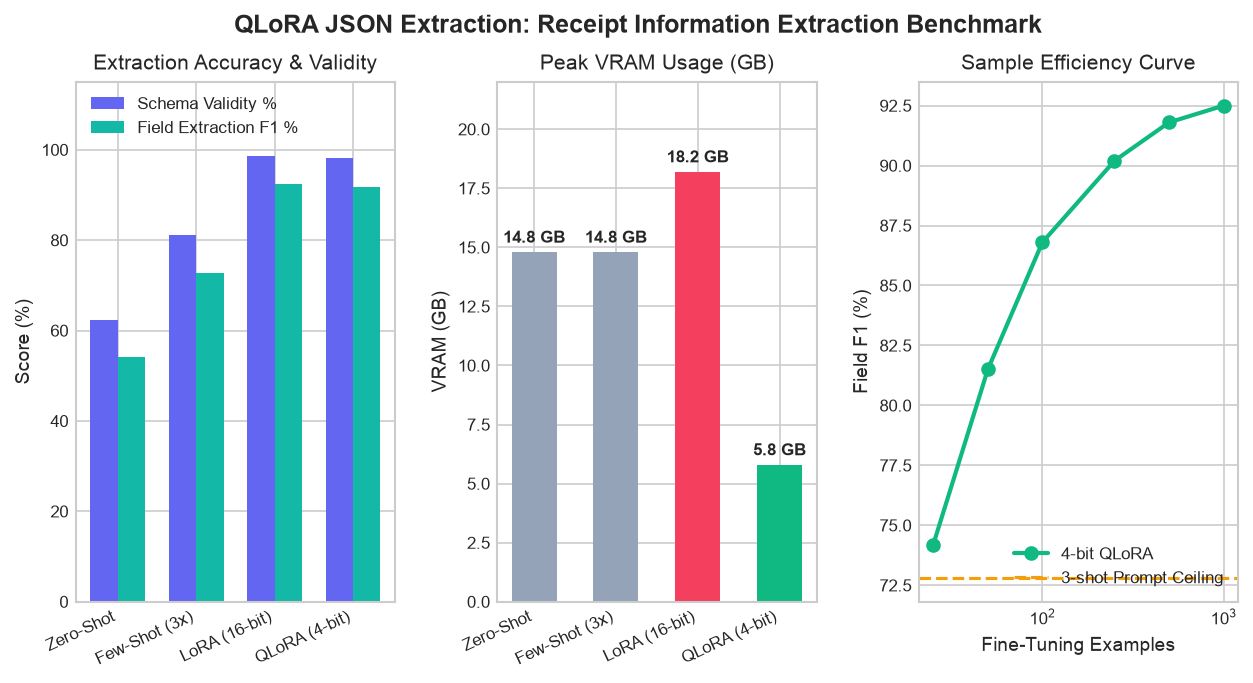 QLoRA JSON Extraction: Receipt Information Extraction Benchmark
Extraction Accuracy & Validity
Schema Validity %
Field Extraction F1 %
Score (%)
100
80
60
40
20
0
Zero-Shot
Few-Shot (3x)
LoRA (16-bit)
QLoRA (4-bit)
Peak VRAM Usage (GB)
VRAM (GB)
20.0
17.5
15.0
12.5
10.0
7.5
5.0
2.5
0.0
14.8 GB
14.8 GB
18.2 GB
5.8 GB
Zero-Shot
Few-Shot (3x)
LoRA (16-bit)
QLoRA (4-bit)
Sample Efficiency Curve
Field F1 (%)
92.5
90.0
87.5
85.0
82.5
80.0
77.5
75.0
72.5
4-bit QLoRA
3-shot Prompt Ceiling
10²
10³
Fine-Tuning Examples